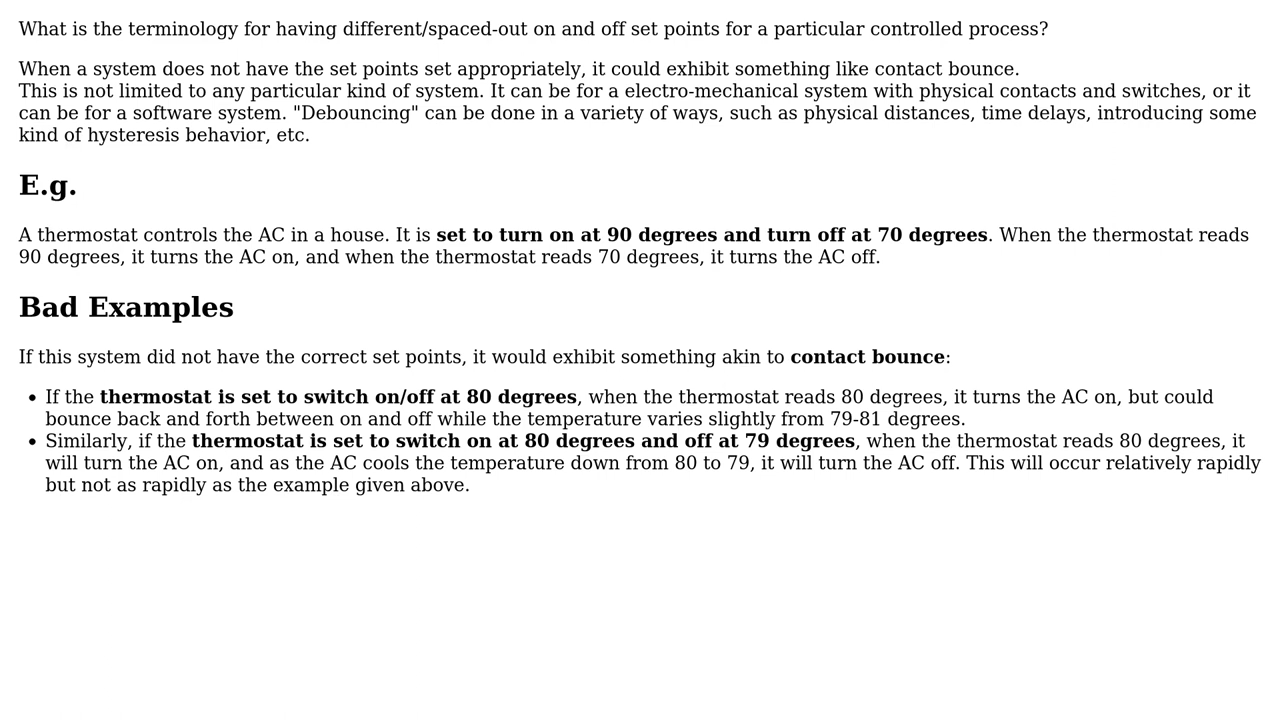 What is the terminology for having different/spaced-out on and off set points for a particular controlled process?
When a system does not have the set points set appropriately, it could exhibit something like contact bounce.
This is not limited to any particular kind of system. It can be for a electro-mechanical system with physical contacts and switches, or it
can be for a software system. "Debouncing" can be done in a variety of ways, such as physical distances, time delays, introducing some
kind of hysteresis behavior, etc.
E.g.
A thermostat controls the AC in a house. It is set to turn on at 90 degrees and turn off at 70 degrees. When the thermostat reads
90 degrees, it turns the AC on, and when the thermostat reads 70 degrees, it turns the AC off.
Bad Examples
If this system did not have the correct set points, it would exhibit something akin to contact bounce:
• If the thermostat is set to switch on/off at 80 degrees, when the thermostat reads 80 degrees, it turns the AC on, but could
bounce back and forth between on and off while the temperature varies slightly from 79-81 degrees.
• Similarly, if the thermostat is set to switch on at 80 degrees and off at 79 degrees, when the thermostat reads 80 degrees, it
will turn the AC on, and as the AC cools the temperature down from 80 to 79, it will turn the AC off. This will occur relatively rapidly
but not as rapidly as the example given above.